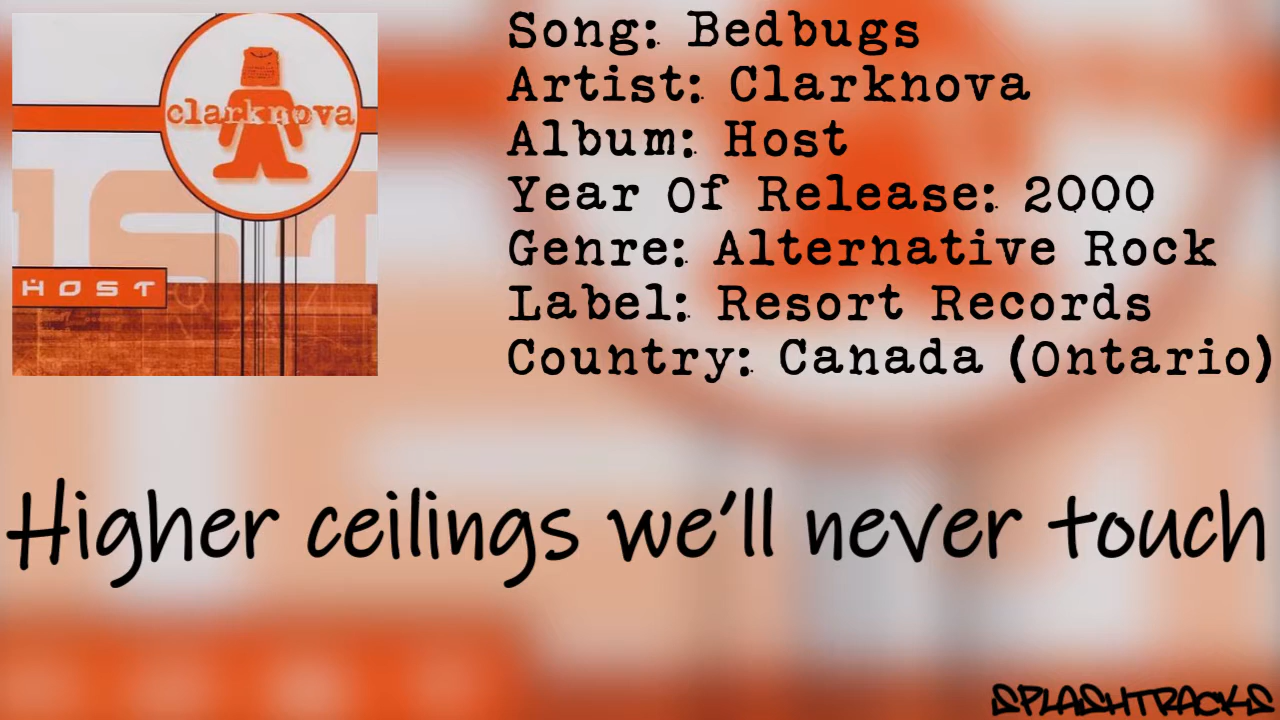 clarknova
HOST
Song: Bedbugs
Artist: Clarknova
Album: Host
Year Of Release: 2000
Genre: Alternative Rock
Label: Resort Records
Country: Canada (Ontario)
Higher ceilings we'll never touch
SPLASHTRACKS